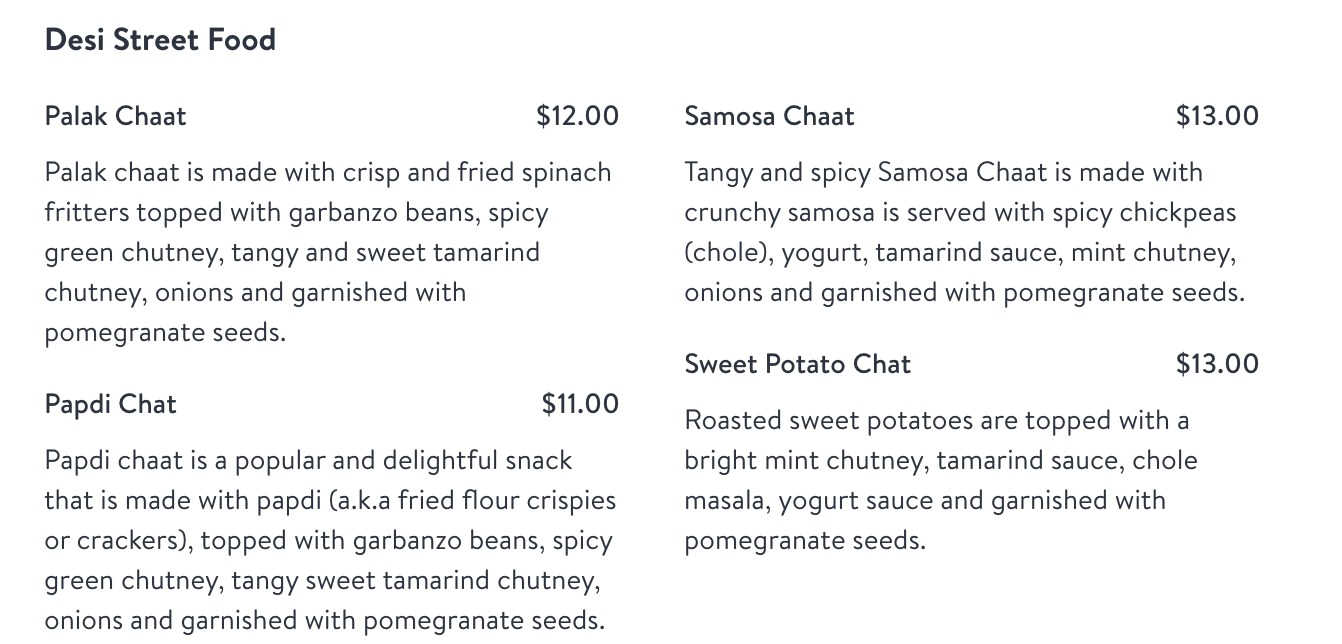 Desi Street Food
Palak Chaat $12.00
Palak chaat is made with crisp and fried spinach
fritters topped with garbanzo beans, spicy
green chutney, tangy and sweet tamarind
chutney, onions and garnished with
pomegranate seeds.
Papdi Chat $11.00
Papdi chaat is a popular and delightful snack
that is made with papdi (a.k.a fried flour crispies
or crackers), topped with garbanzo beans, spicy
green chutney, tangy sweet tamarind chutney,
onions and garnished with pomegranate seeds.
Samosa Chaat $13.00
Tangy and spicy Samosa Chaat is made with
crunchy samosa is served with spicy chickpeas
(chole), yogurt, tamarind sauce, mint chutney,
onions and garnished with pomegranate seeds.
Sweet Potato Chat $13.00
Roasted sweet potatoes are topped with a
bright mint chutney, tamarind sauce, chole
masala, yogurt sauce and garnished with
pomegranate seeds.